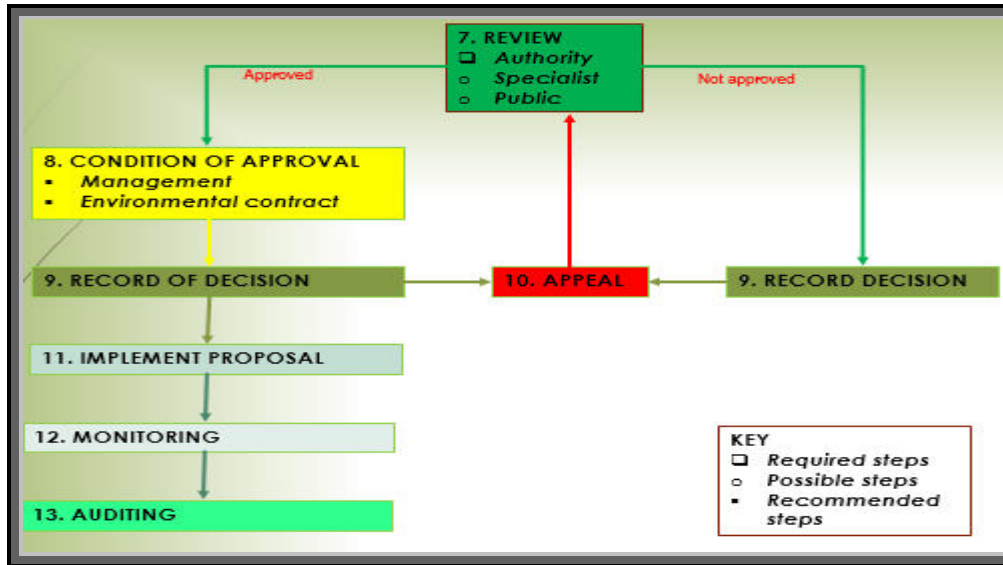 7. REVIEW
❑ Authority
○ Specialist
○ Public
Approved
Not approved
8. CONDITION OF APPROVAL
▪ Management
▪ Environmental contract
9. RECORD OF DECISION
10. APPEAL
9. RECORD DECISION
11. IMPLEMENT PROPOSAL
12. MONITORING
13. AUDITING
KEY
❑ Required steps
○ Possible steps
▪ Recommended
steps